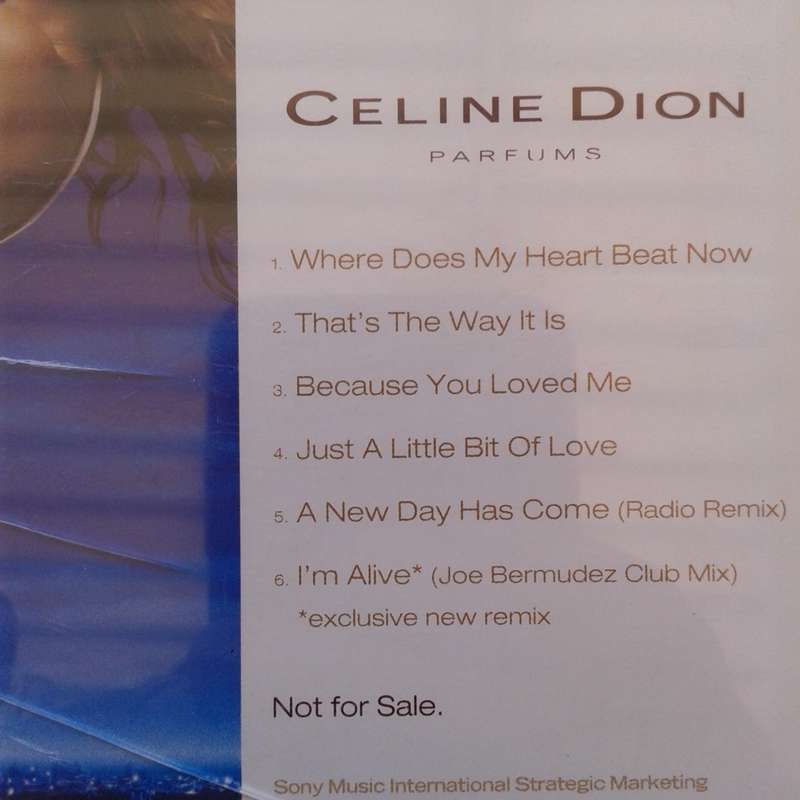 CELINE DION
PARFUMS
1. Where Does My Heart Beat Now
2. That's The Way It Is
3. Because You Loved Me
4. Just A Little Bit Of Love
5. A New Day Has Come (Radio Remix)
6. I'm Alive* (Joe Bermudez Club Mix)
*exclusive new remix
Not for Sale.
Sony Music International Strategic Marketing